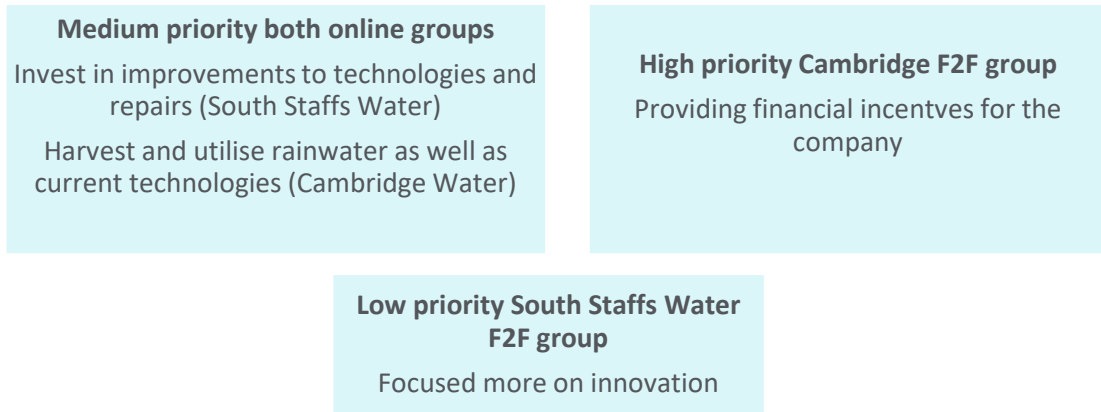 Medium priority both online groups
Invest in improvements to technologies and
repairs (South Staffs Water)
Harvest and utilise rainwater as well as
current technologies (Cambridge Water)
High priority Cambridge F2F group
Providing financial incentves for the
company
Low priority South Staffs Water
F2F group
Focused more on innovation